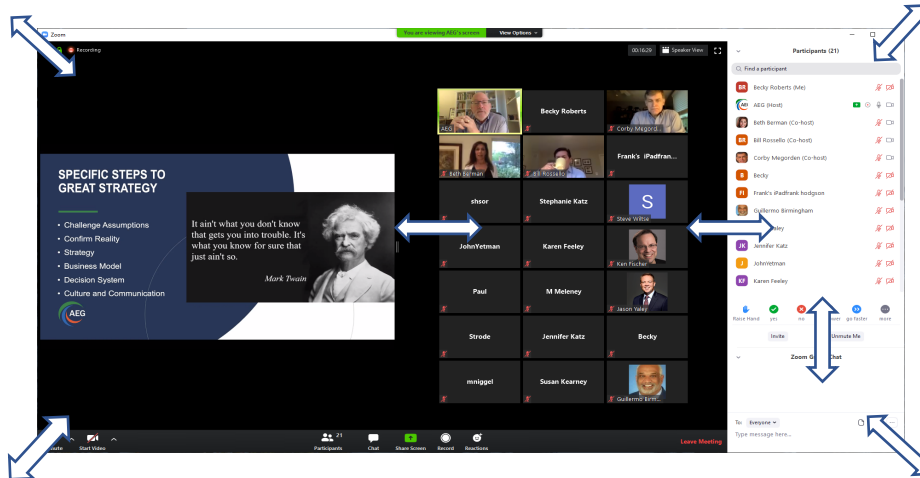 Zoom
You are viewing AEG's screen
View Options
Recording
00:16:29
Speaker View
SPECIFIC STEPS TO
GREAT STRATEGY
• Challenge Assumptions
• Confirm Reality
• Strategy
• Business Model
• Decision System
• Culture and Communication
AEG
It ain't what you don't know
that gets you into trouble. It's
what you know for sure that
just ain't so.
Mark Twain
AEG
Becky Roberts
Corby Megord
Beth Berman
Bill Rossello
Frank's iPadfran...
shsor
Stephanie Katz
S
Steve Wittie
JohnYetman
Karen Feeley
Ken Fischer
Paul
M Meleney
Jason Yaley
Strode
Jennifer Katz
Becky
mniggel
Susan Kearney
Guillermo Birm...
Start Video
Participants
21
Chat
Share Screen
Record
Reactions
Leave Meeting
Participants (21)
Find a participant
BR Becky Roberts (Me)
AEG (Host)
Beth Berman (Co-host)
BR Bill Rossello (Co-host)
Corby Megorden (Co-host)
B Becky
FI Frank's iPadfrank hodgson
Guillermo Birmingham
JK Jennifer Katz
J JohnYetman
KF Karen Feeley
Raise Hand
yes
no
go faster
more
Invite
Unmute Me
Zoom
To: Everyone
Type message here...